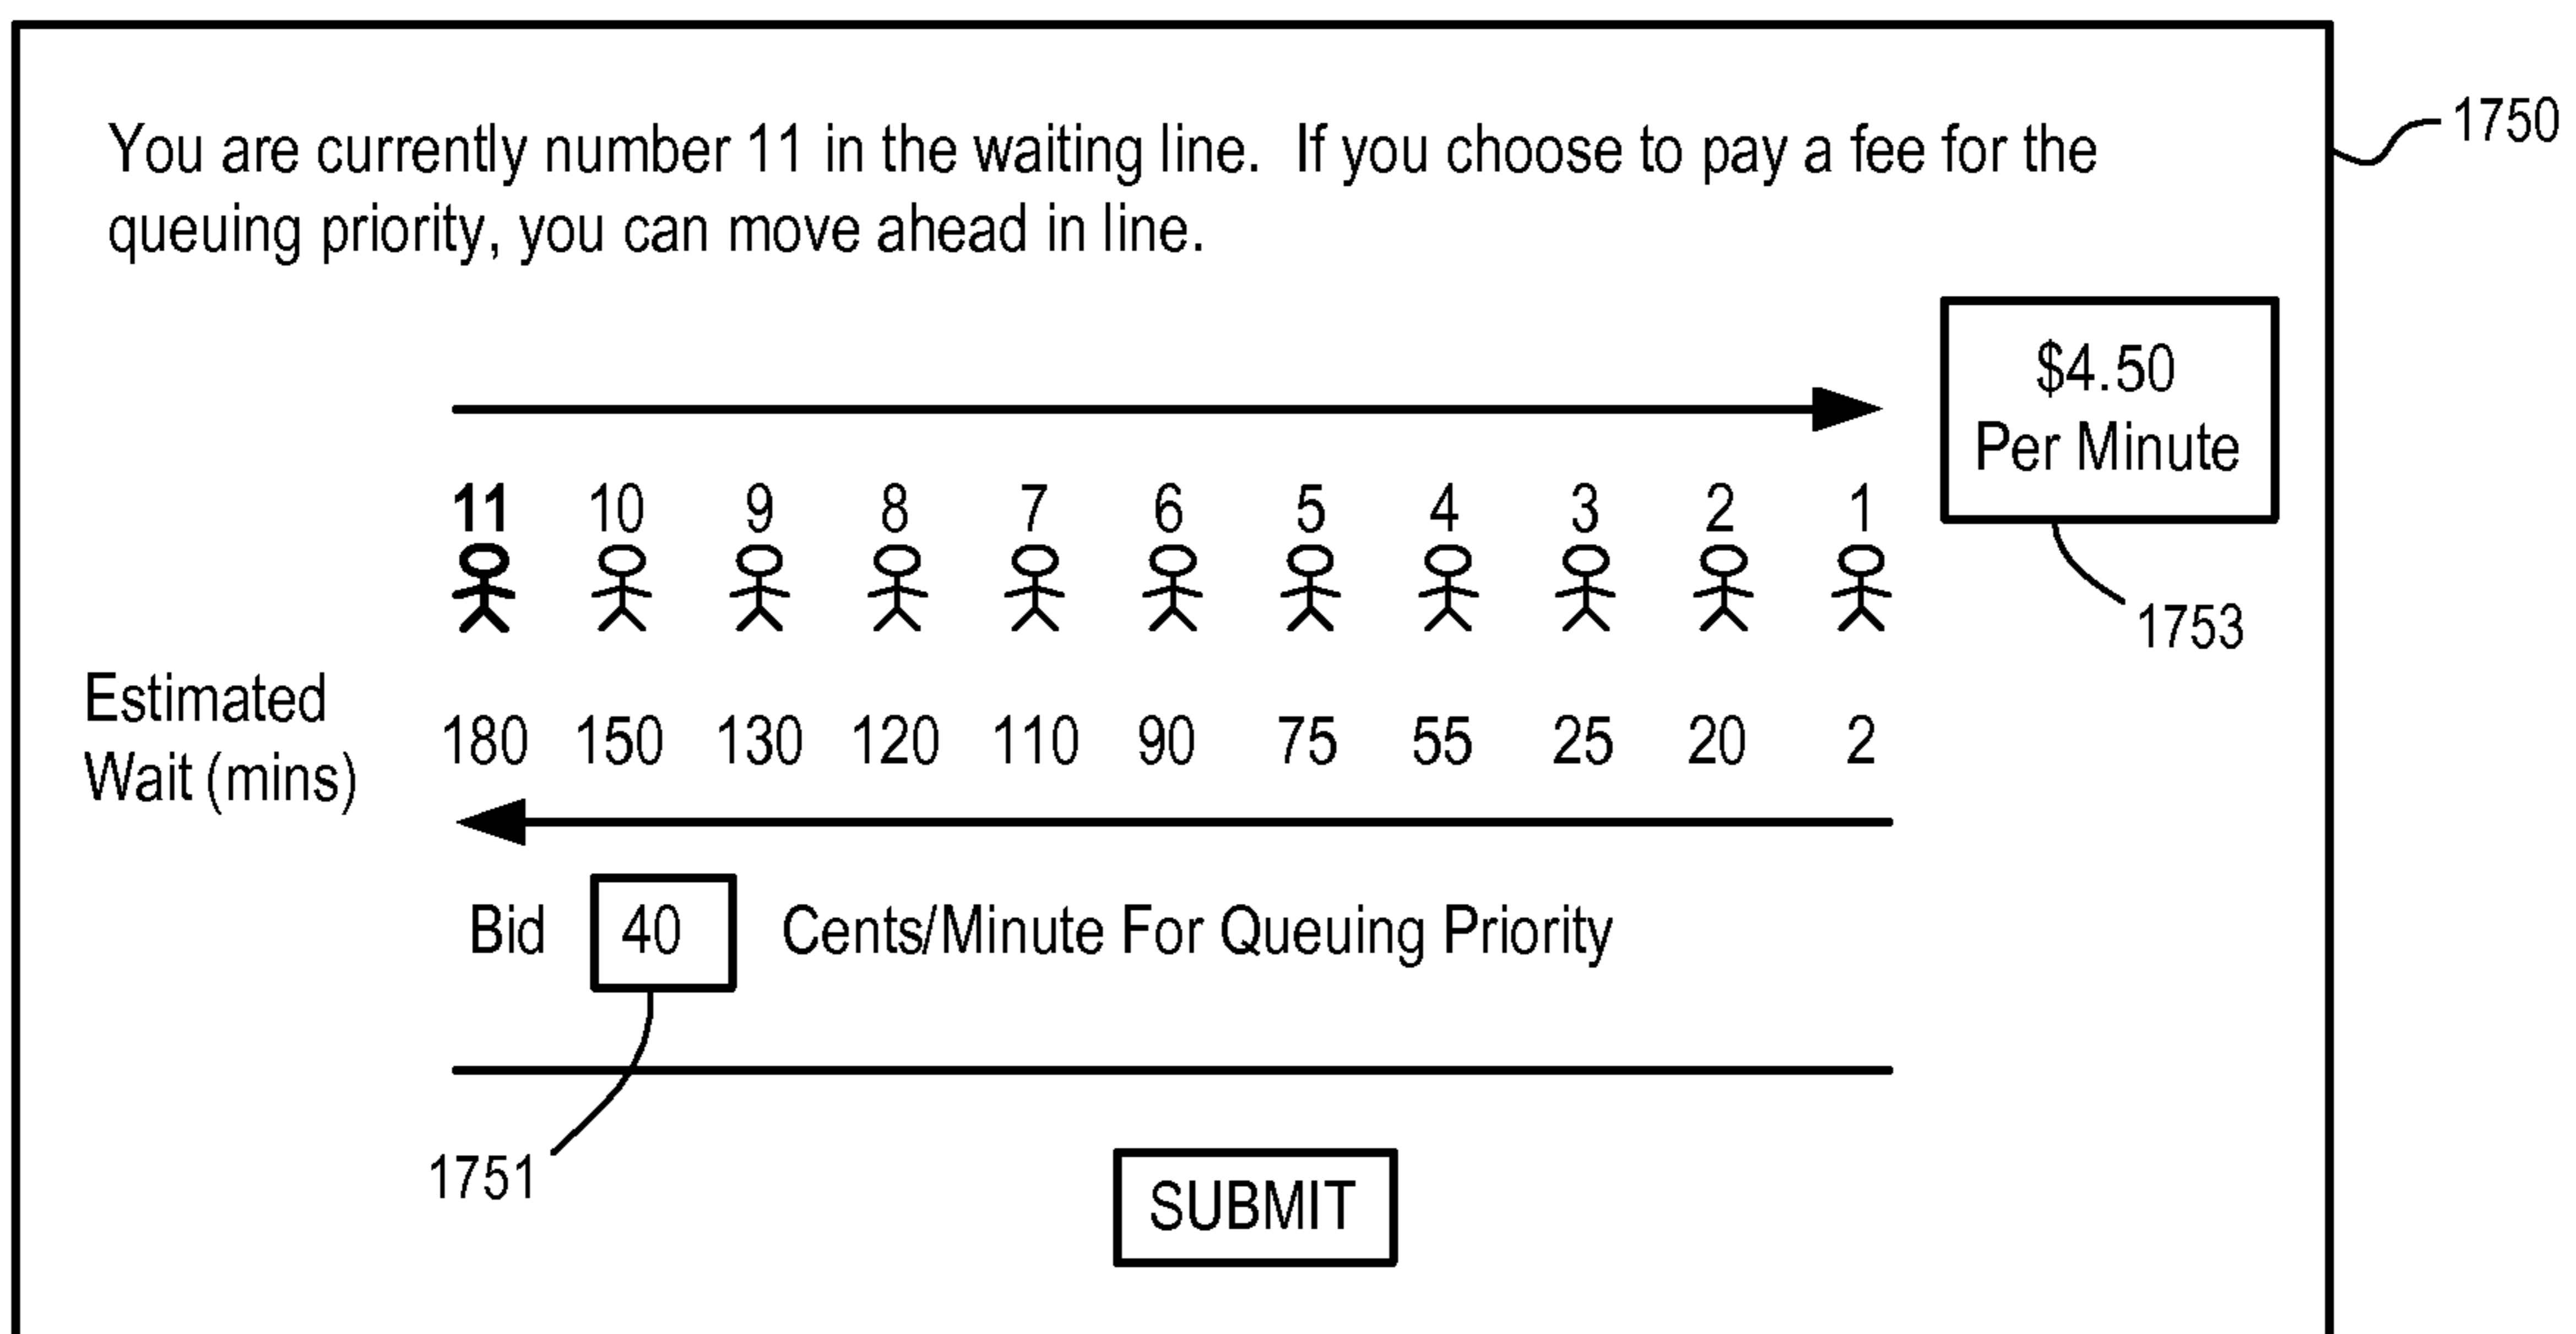 You are currently number 11 in the waiting line. If you choose to pay a fee for the
queuing priority, you can move ahead in line.
1750
$4.50
Per Minute
1753
11 10 9 8 7 6 5 4 3 2 1
Estimated
Wait (mins)
180 150 130 120 110 90 75 55 25 20 2
Bid 40 Cents/Minute For Queuing Priority
1751
SUBMIT